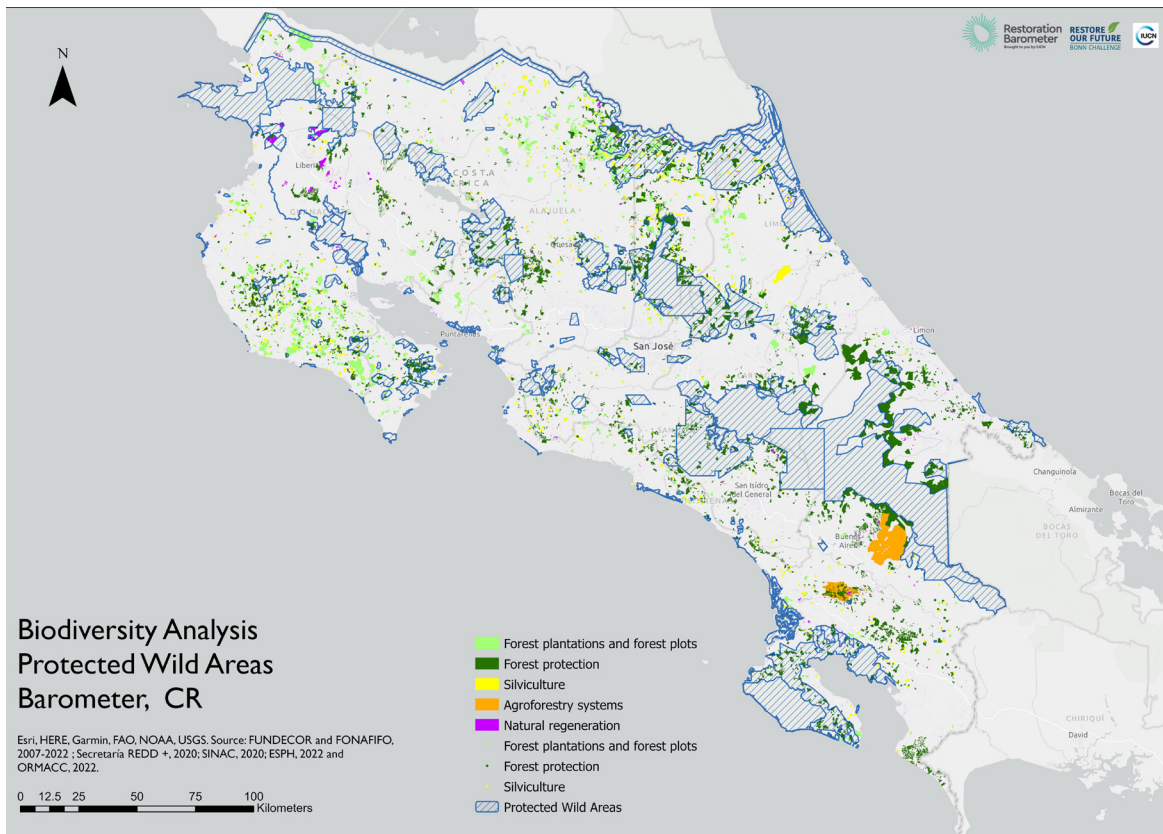 Restoration
Barometer
Brought to you by IUCN
RESTORE
OUR FUTURE
BONN CHALLENGE
IUCN
N
Liberia
COSTA
RICA
ALAJUELA
LIMÓN
Quesada
Puntarenas
San José
Limon
San Isidro
del General
Changuinola
Bocas del
Toro
Almirante
BOCAS
DEL TORO
Buenos
Aires
CHIRIQUÍ
David
Biodiversity Analysis
Protected Wild Areas
Barometer, CR
Esri, HERE, Garmin, FAO, NOAA, USGS. Source: FUNDECOR and FONAFIFO,
2007-2022 ; Secretaría REDD +, 2020; SINAC, 2020; ESPH, 2022 and
ORMACC, 2022.
0 12.5 25 50 75 100
Kilometers
Forest plantations and forest plots
Forest protection
Silviculture
Agroforestry systems
Natural regeneration
Forest plantations and forest plots
Forest protection
Silviculture
Protected Wild Areas